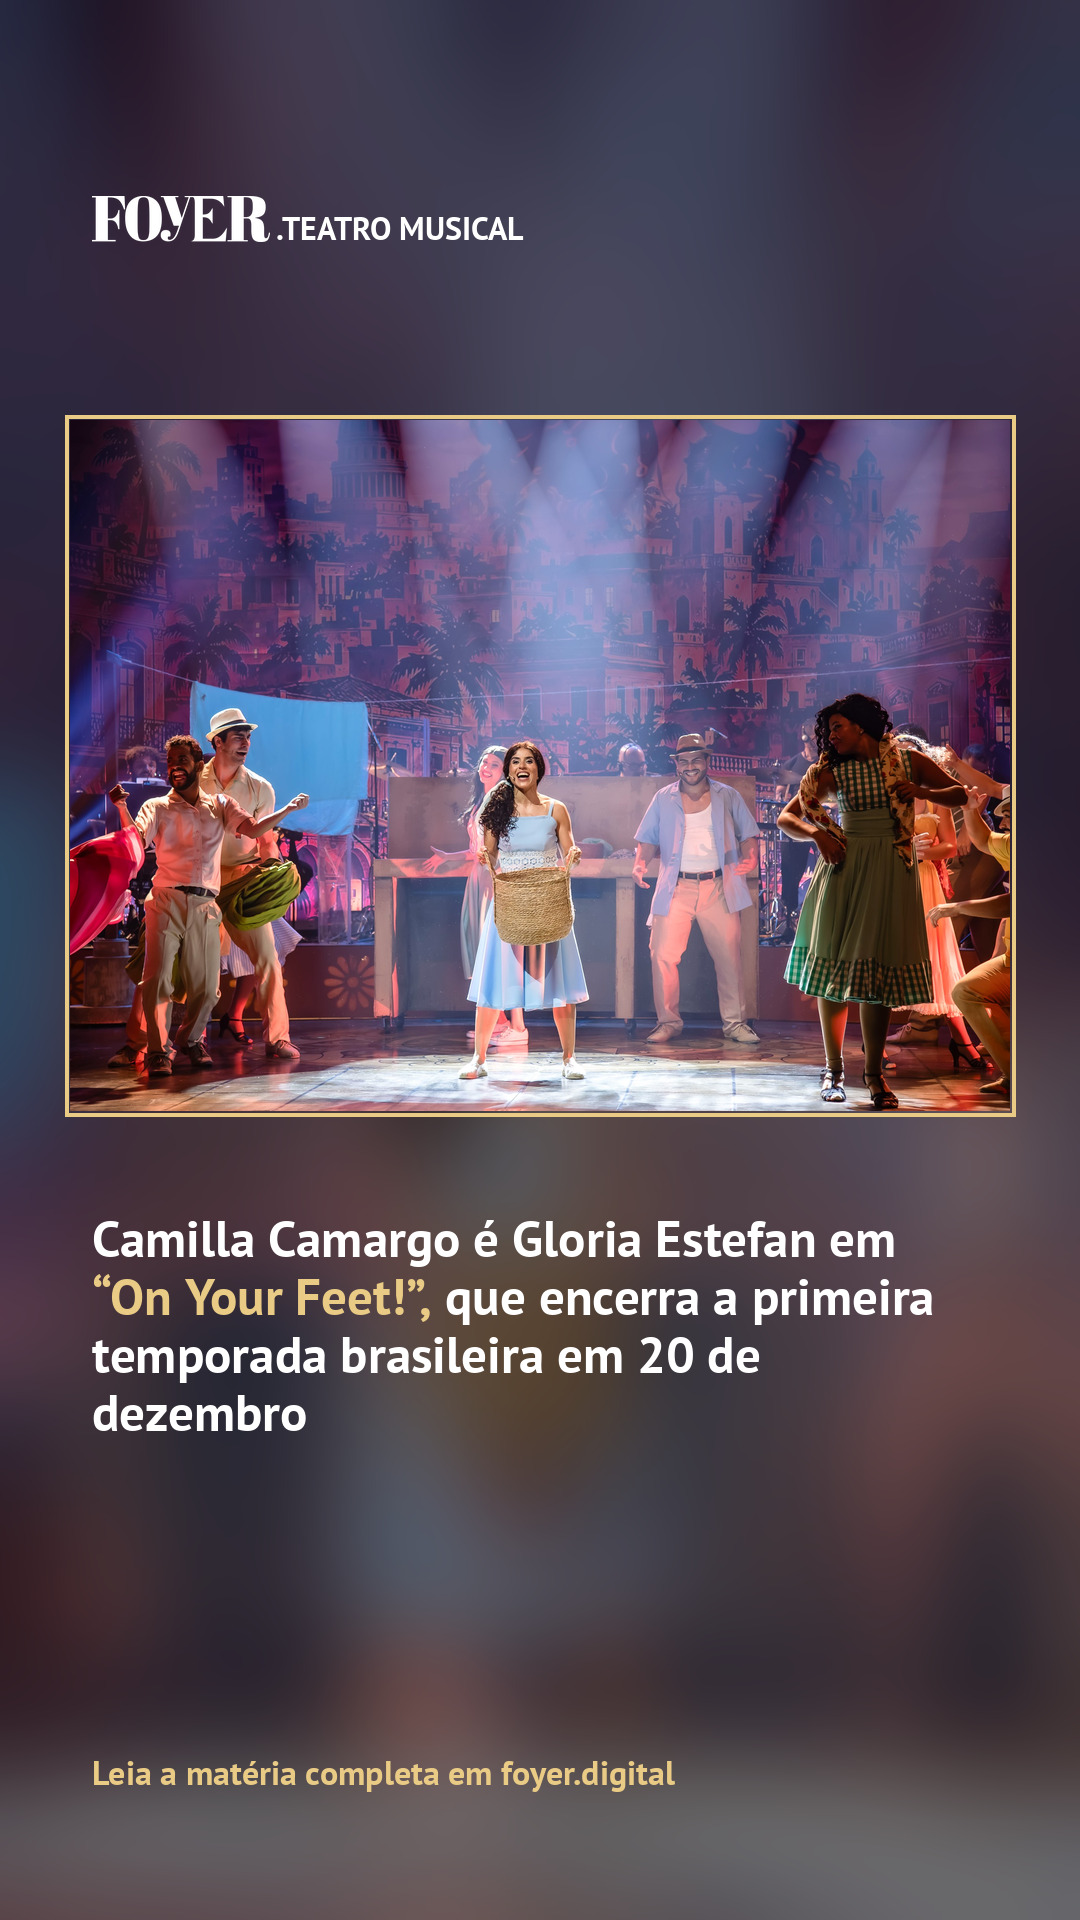 FOYER .TEATRO MUSICAL
Camilla Camargo é Gloria Estefan em
“On Your Feet!”, que encerra a primeira
temporada brasileira em 20 de
dezembro
Leia a matéria completa em foyer.digital